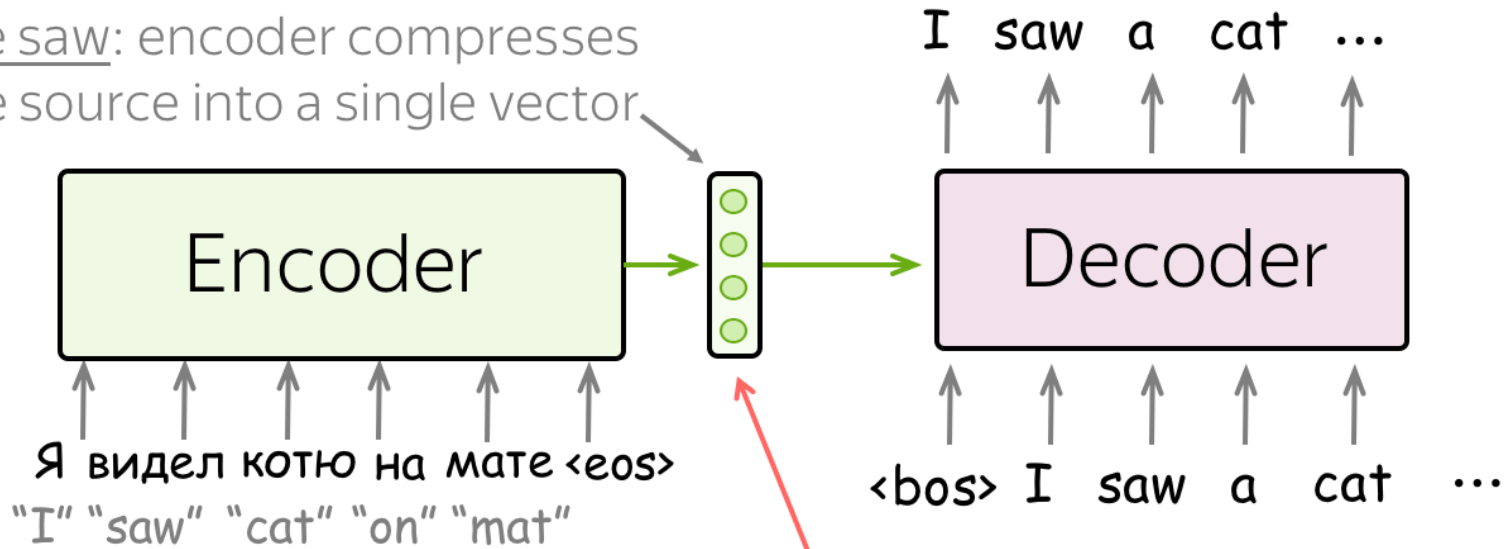 e saw: encoder compresses
e source into a single vector
I saw a cat ...
Encoder
Decoder
Я видел котю на мате <eos>
"I" "saw" "cat" "on" "mat"
<bos> I saw a cat ...